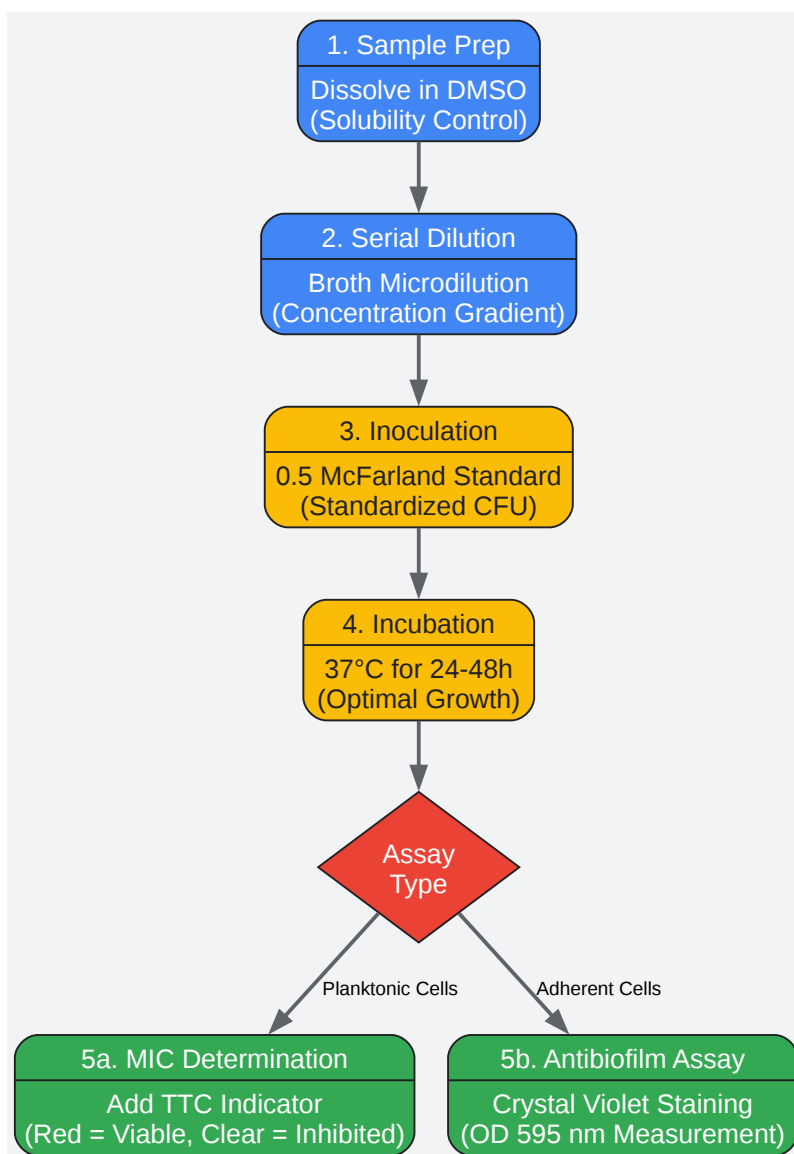 1. Sample Prep
Dissolve in DMSO
(Solubility Control)
2. Serial Dilution
Broth Microdilution
(Concentration Gradient)
3. Inoculation
0.5 McFarland Standard
(Standardized CFU)
4. Incubation
37°C for 24-48h
(Optimal Growth)
Assay
Type
Planktonic Cells
Adherent Cells
5a. MIC Determination
Add TTC Indicator
(Red = Viable, Clear = Inhibited)
5b. Antibiofilm Assay
Crystal Violet Staining
(OD 595 nm Measurement)